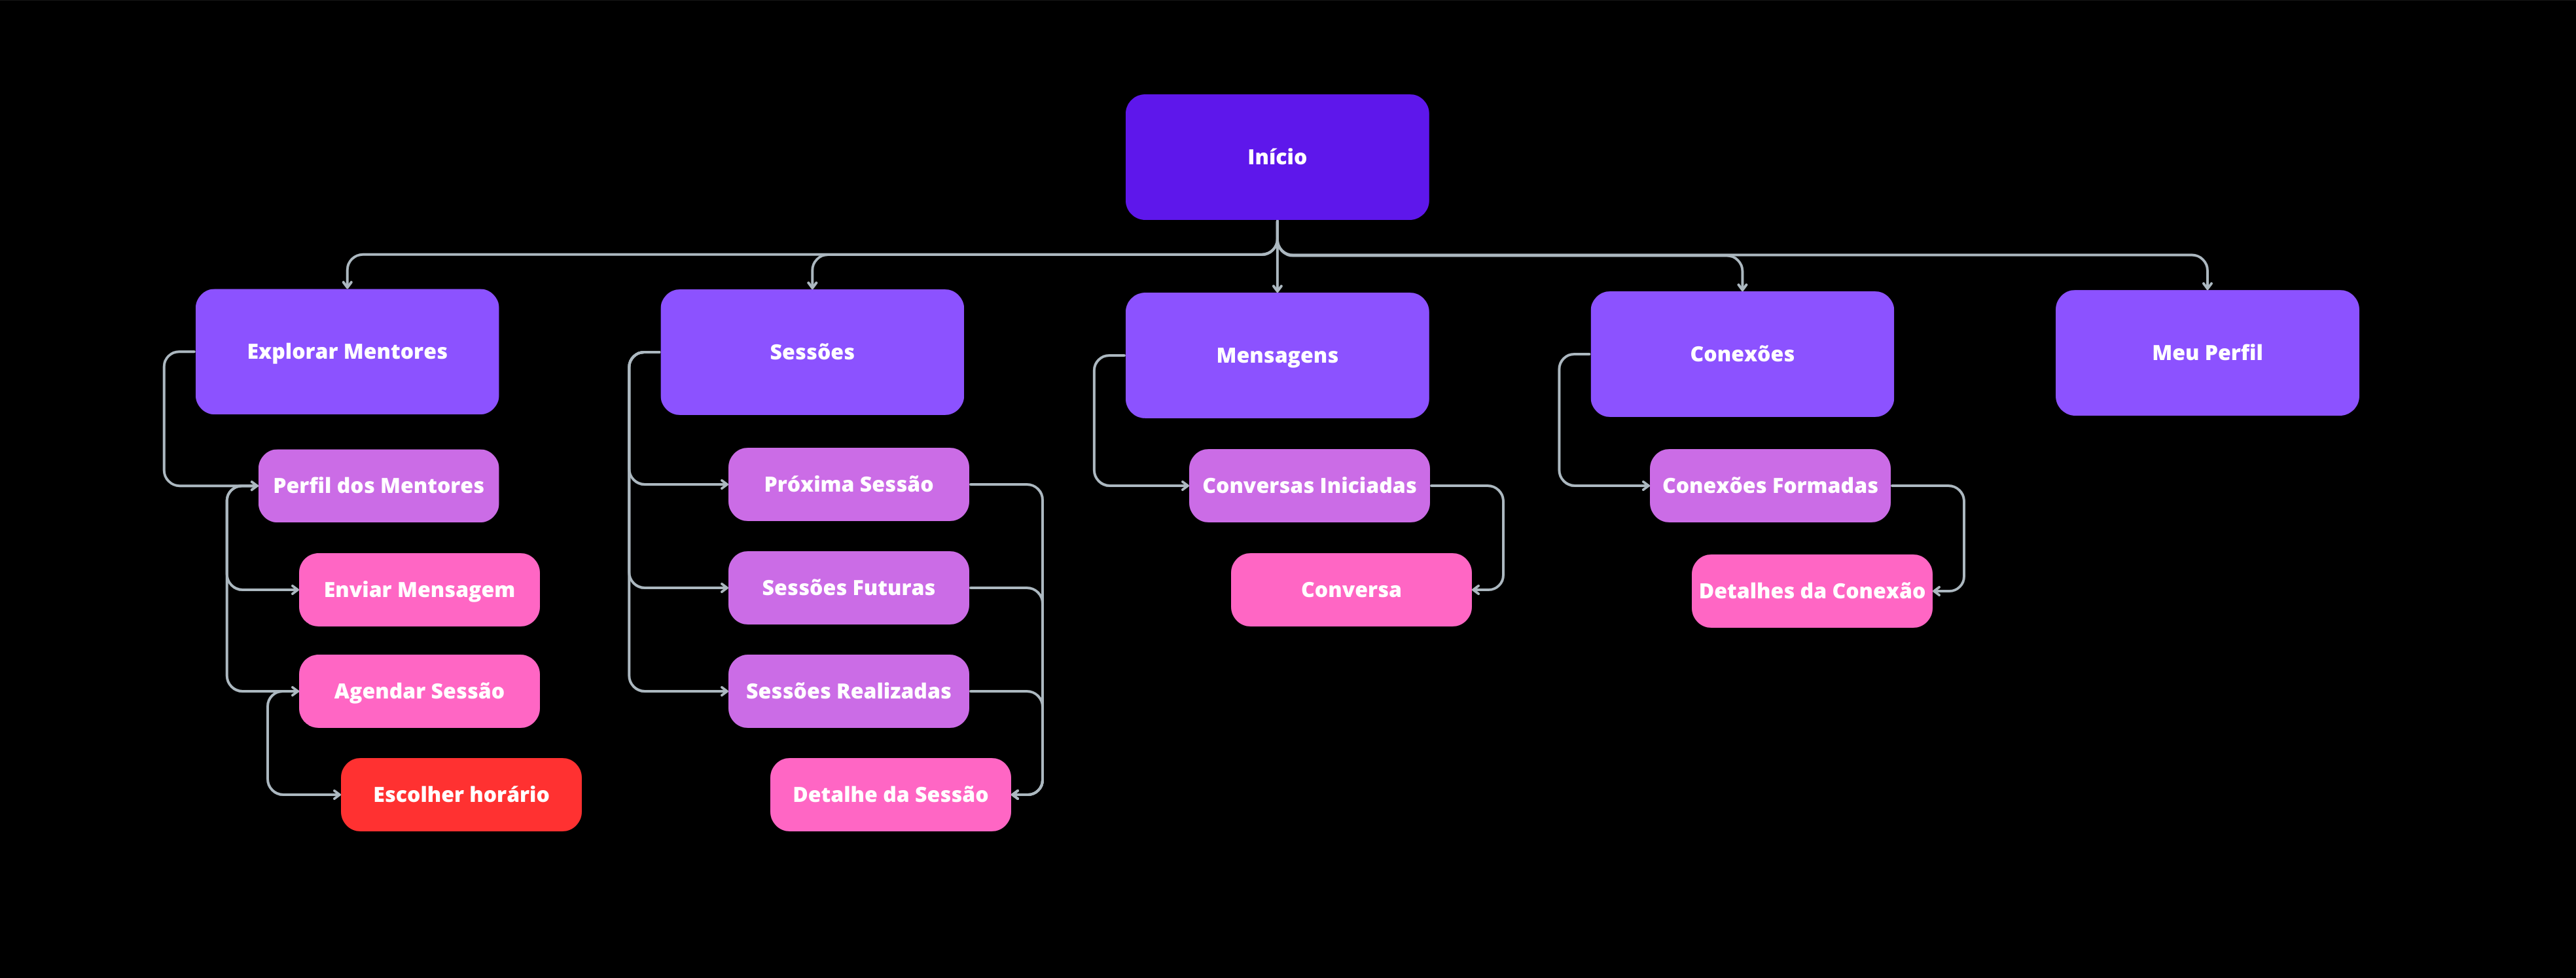 Início
Explorar Mentores
Sessões
Mensagens
Conexões
Meu Perfil
Perfil dos Mentores
Enviar Mensagem
Agendar Sessão
Escolher horário
Próxima Sessão
Sessões Futuras
Sessões Realizadas
Detalhe da Sessão
Conversas Iniciadas
Conversa
Conexões Formadas
Detalhes da Conexão